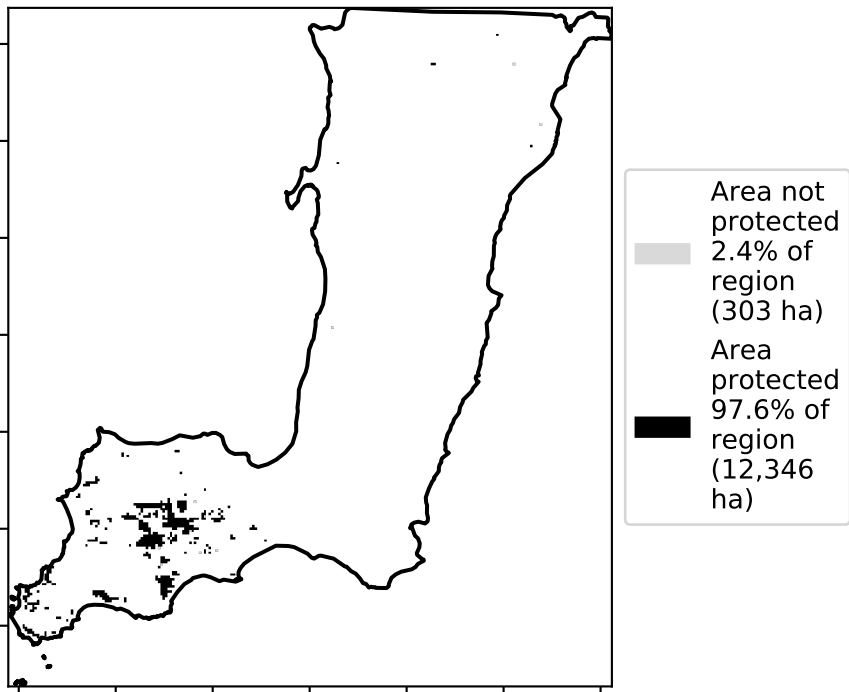 Area not
protected
2.4% of
region
(303 ha)
Area
protected
97.6% of
region
(12,346
ha)